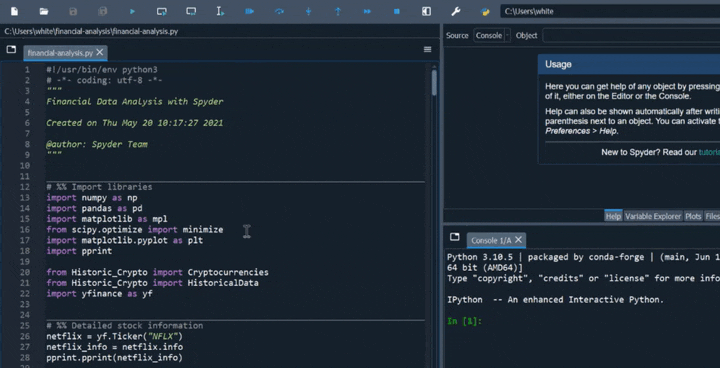 C:\Users\white
C:\Users\white\financial-analysis\financial-analysis.py
financial-analysis.py
1 #!/usr/bin/env python3
2 # -*- coding: utf-8 -*-
3 """
4 Financial Data Analysis with Spyder
5
6 Created on Thu May 20 10:17:27 2021
7
8 @author: Spyder Team
9 """
10
11
12 # %% Import libraries
13 import numpy as np
14 import pandas as pd
15 import matplotlib as mpl
16 from scipy.optimize import minimize
17 import matplotlib.pyplot as plt
18 import pprint
19
20 from Historic_Crypto import Cryptocurrencies
21 from Historic_Crypto import HistoricalData
22 import yfinance as yf
23
24
25 # %% Detailed stock information
26 netflix = yf.Ticker("NFLX")
27 netflix_info = netflix.info
28 pprint.pprint(netflix_info)
Source Console Object
Usage
Here you can get help of any object by pressing
of it, either on the Editor or the Console.
Help can also be shown automatically after writi
parenthesis next to an object. You can activate t
Preferences > Help.
New to Spyder? Read our tutoria
Help Variable Explorer Plots Files
Console 1/A
Python 3.10.5 | packaged by conda-forge | (main, Jun 1
64 bit (AMD64)]
Type "copyright", "credits" or "license" for more info
IPython -- An enhanced Interactive Python.
In [1]: